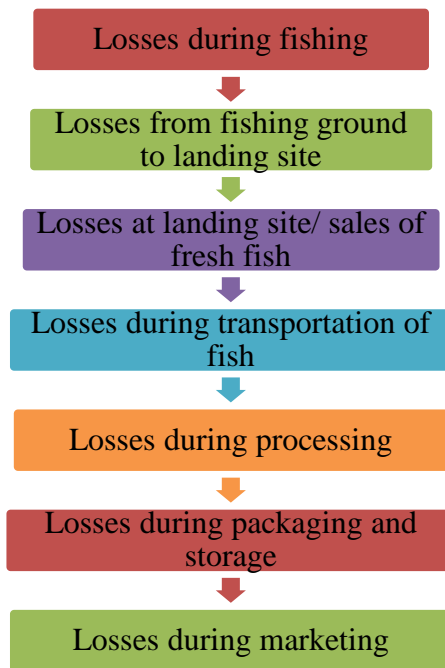 Losses during fishing
Losses from fishing ground
to landing site
Losses at landing site/ sales of
fresh fish
Losses during transportation of
fish
Losses during processing
Losses during packaging and
storage
Losses during marketing